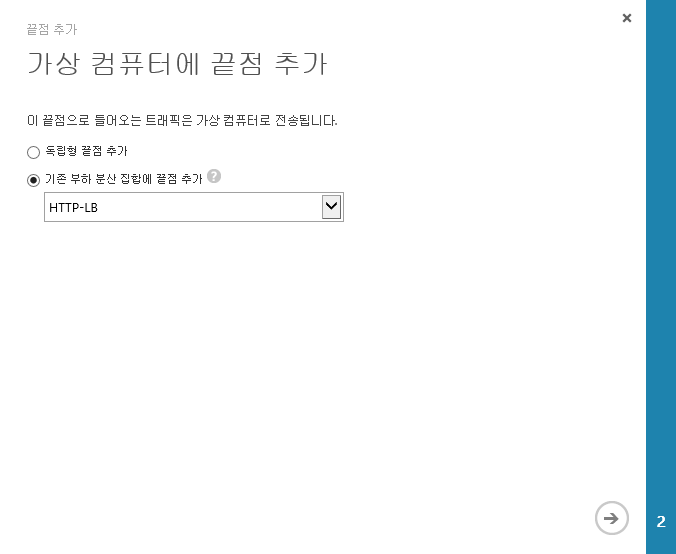 끝점 추가
가상 컴퓨터에 끝점 추가
이 끝점으로 들어오는 트래픽은 가상 컴퓨터로 전송됩니다.
독립형 끝점 추가
기존 부하 분산 집합에 끝점 추가 ?
HTTP-LB
2